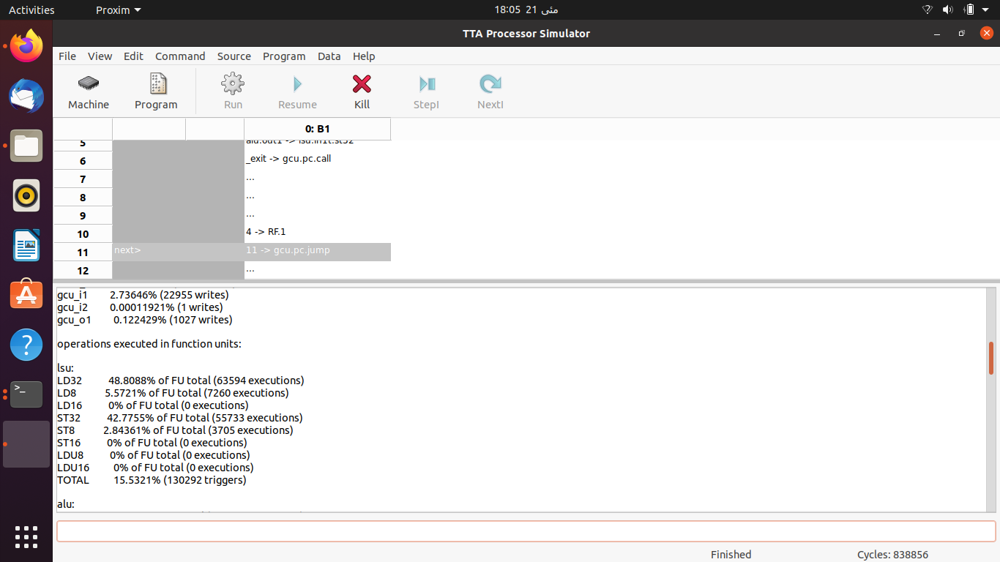 Activities Proxim 18:05 21 مئی
TTA Processor Simulator
File View Edit Command Source Program Data Help
Machine Program Run Resume Kill StepI NextI
0: B1
5 alu.out1 -> lsu.in1t.st32
6 _exit -> gcu.pc.call
7 ...
8 ...
9 ...
10 4 -> RF.1
11 next> 11 -> gcu.pc.jump
12 ...
gcu_i1 2.73646% (22955 writes)
gcu_i2 0.00011921% (1 writes)
gcu_o1 0.122429% (1027 writes)
operations executed in function units:
lsu:
LD32 48.8088% of FU total (63594 executions)
LD8 5.5721% of FU total (7260 executions)
LD16 0% of FU total (0 executions)
ST32 42.7755% of FU total (55733 executions)
ST8 2.84361% of FU total (3705 executions)
ST16 0% of FU total (0 executions)
LDU8 0% of FU total (0 executions)
LDU16 0% of FU total (0 executions)
TOTAL 15.5321% (130292 triggers)
alu:
Finished Cycles: 838856